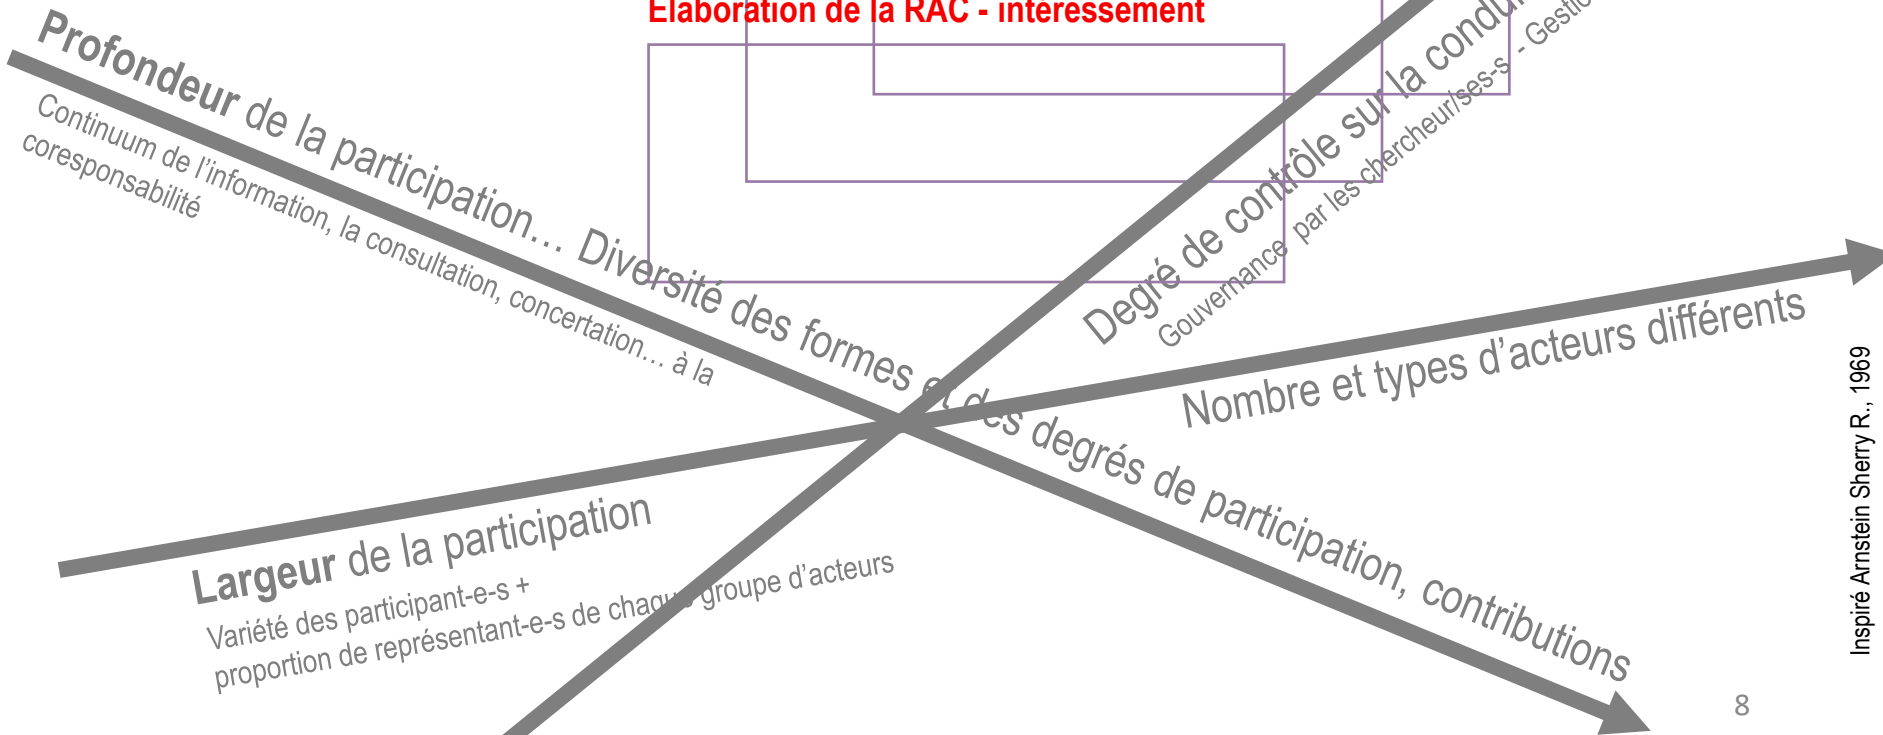 Elaboration de la RAC - intéressement
Profondeur de la participation... Diversité des formes et des degrés de participation, contributions
Continuum de l'information, la consultation, concertation... à la
coresponsabilité
Degré de contrôle sur la
Gouvernance par les chercheur/ses-s - Gestio
Nombre et types d'acteurs différents
Largeur de la participation
Variété des participant-e-s +
proportion de représentant-e-s de chaque groupe d'acteurs
Inspiré Arnstein Sherry R., 1969
8